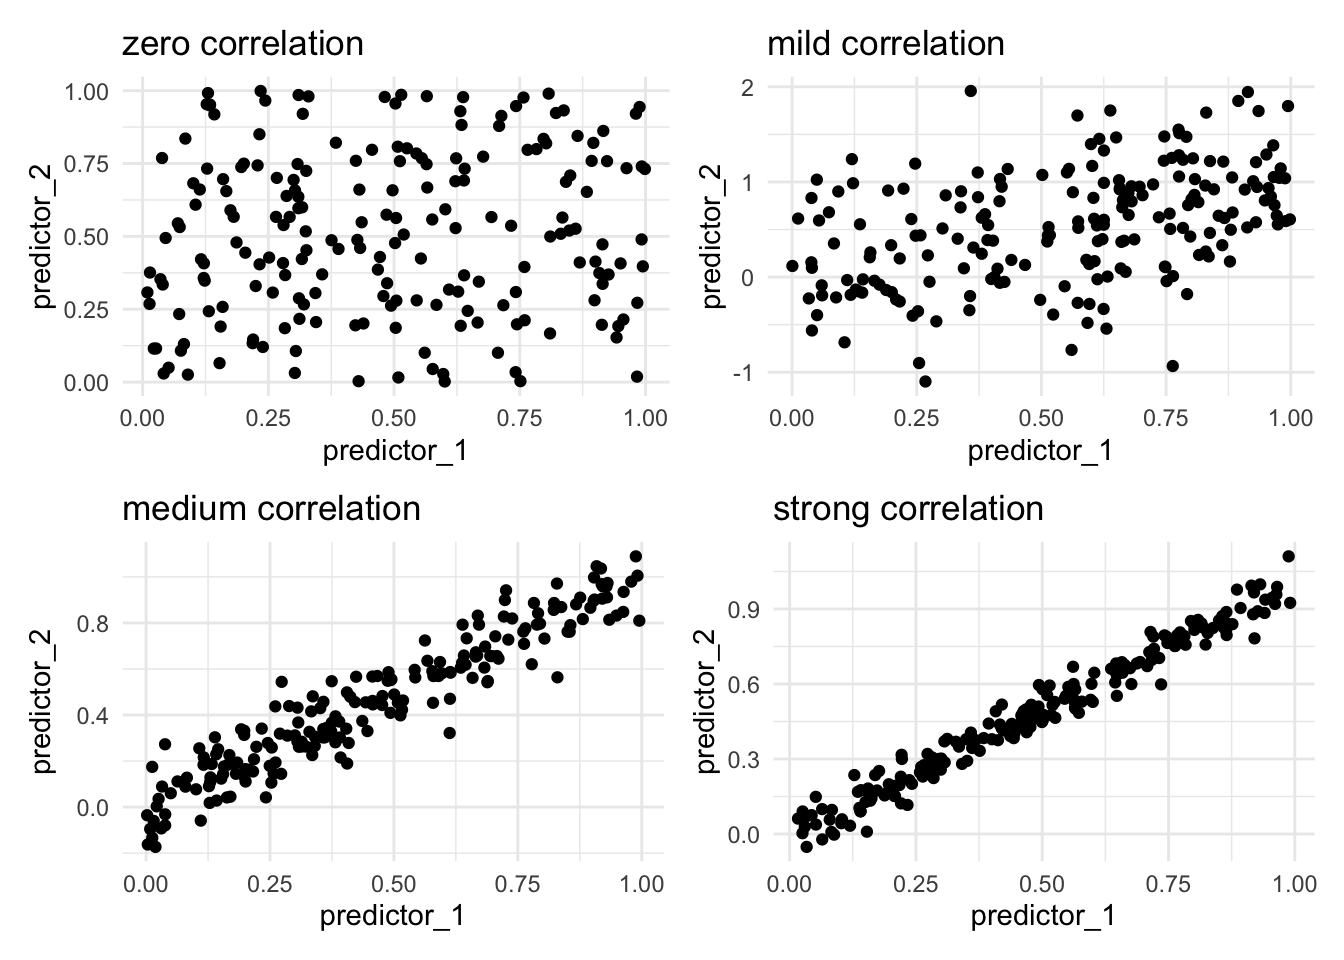 zero correlation
predictor_2
1.00
0.75
0.50
0.25
0.00
0.00 0.25 0.50 0.75 1.00
predictor_1
mild correlation
predictor_2
2
1
0
-1
0.00 0.25 0.50 0.75 1.00
predictor_1
medium correlation
predictor_2
0.8
0.4
0.0
0.00 0.25 0.50 0.75 1.00
predictor_1
strong correlation
predictor_2
0.9
0.6
0.3
0.0
0.00 0.25 0.50 0.75 1.00
predictor_1